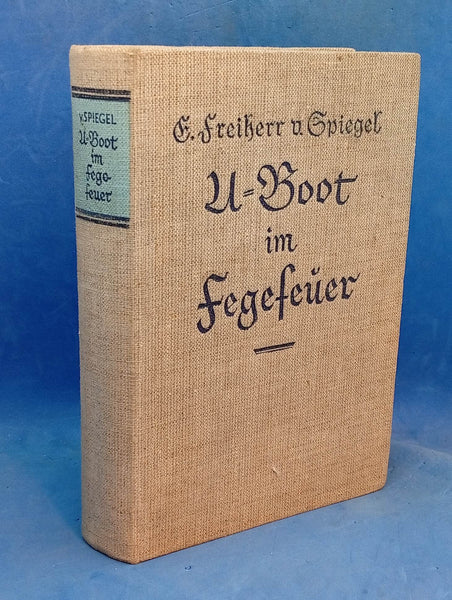 v. SPIEGEL
U-Boot
im
Fege-
feuer
E. Freiherr v. Spiegel
U-Boot
im
Fegefeuer